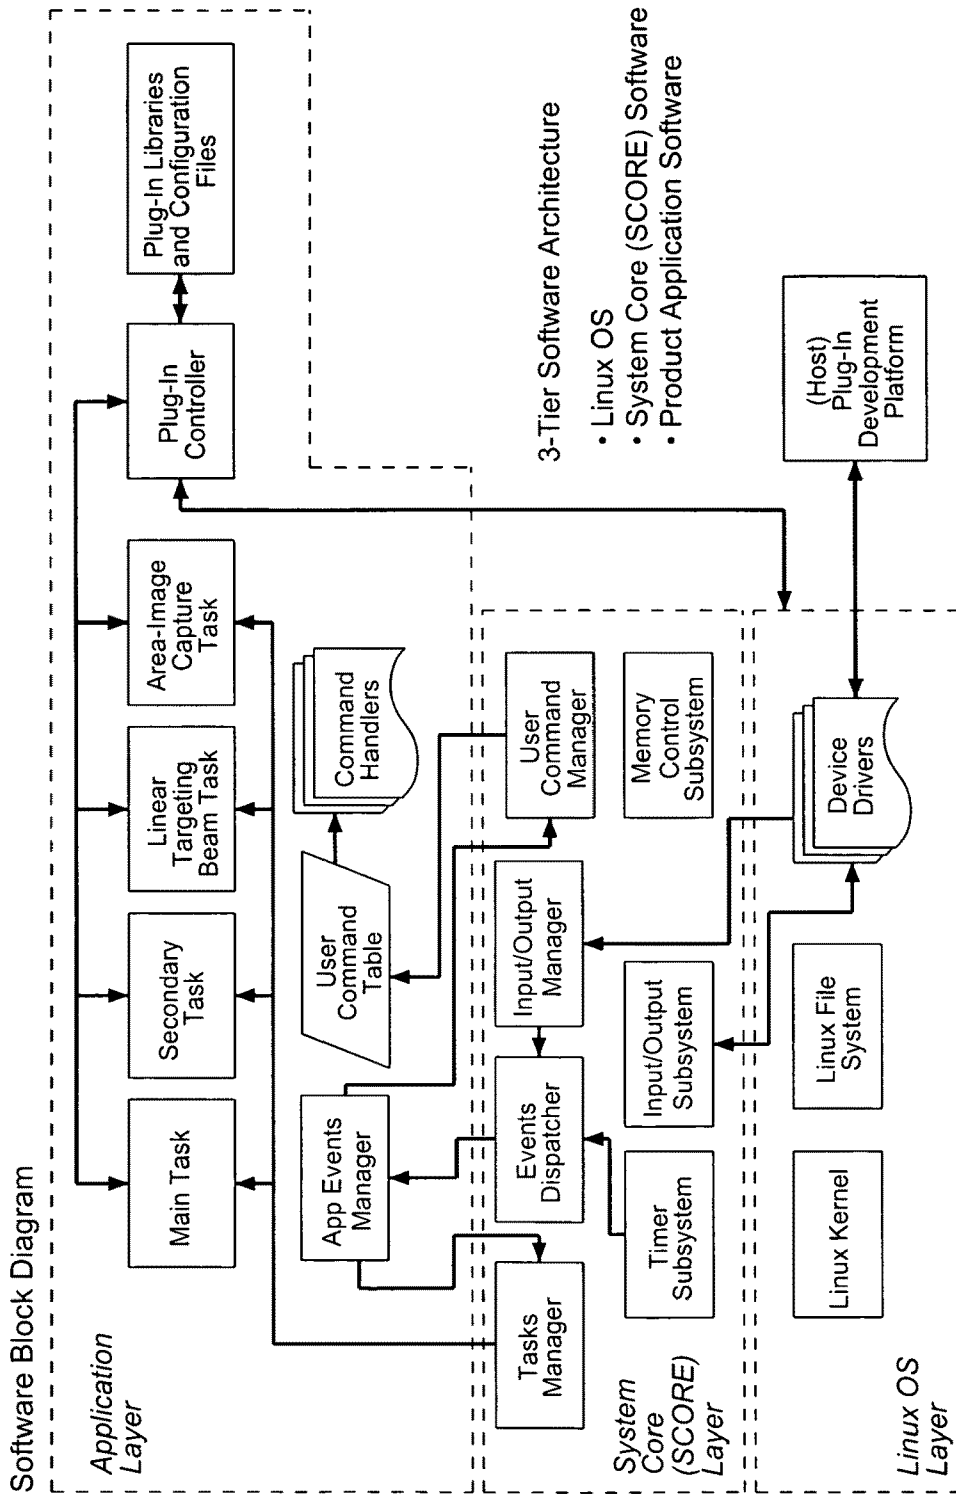 Software Block Diagram
Application
Layer
Main Task
Secondary
Task
Linear
Targeting
Beam Task
Area-Image
Capture
Task
Plug-In
Controller
Plug-In Libraries
and Configuration
Files
App Events
Manager
User
Command
Table
Command
Handlers
3-Tier Software Architecture
• Linux OS
• System Core (SCORE) Software
• Product Application Software
System
Core
(SCORE)
Layer
Tasks
Manager
Events
Dispatcher
Input/Output
Manager
User
Command
Manager
Timer
Subsystem
Input/Output
Subsystem
Memory
Control
Subsystem
Linux OS
Layer
Linux Kernel
Linux File
System
Device
Drivers
(Host)
Plug-In
Development
Platform